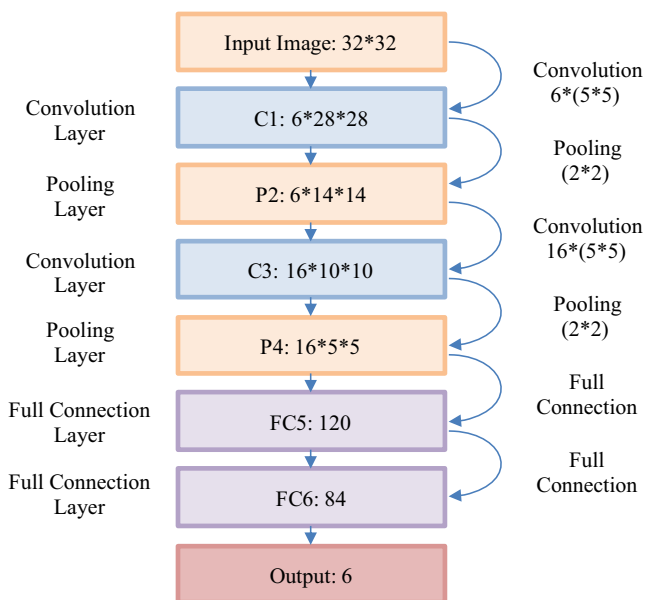 Input Image: 32*32
Convolution
6*(5*5)
Convolution
Layer
C1: 6*28*28
Pooling
(2*2)
Pooling
Layer
P2: 6*14*14
Convolution
16*(5*5)
Convolution
Layer
C3: 16*10*10
Pooling
(2*2)
Pooling
Layer
P4: 16*5*5
Full
Connection
Full Connection
Layer
FC5: 120
Full
Connection
Full Connection
Layer
FC6: 84
Output: 6